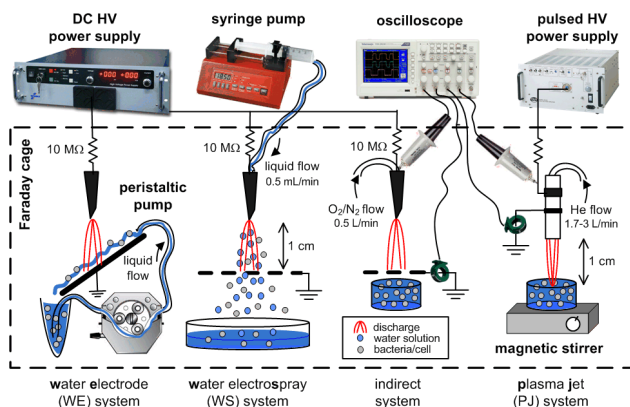 DC HV
power supply
syringe pump
oscilloscope
pulsed HV
power supply
Faraday cage
10 MΩ
10 MΩ
10 MΩ
liquid flow
0.5 mL/min
peristaltic
pump
liquid
flow
1 cm
O2/N2 flow
0.5 L/min
He flow
1.7-3 L/min
1 cm
discharge
water solution
bacteria/cell
magnetic stirrer
water electrode
(WE) system
water electrospray
(WS) system
indirect
system
plasma jet
(PJ) system